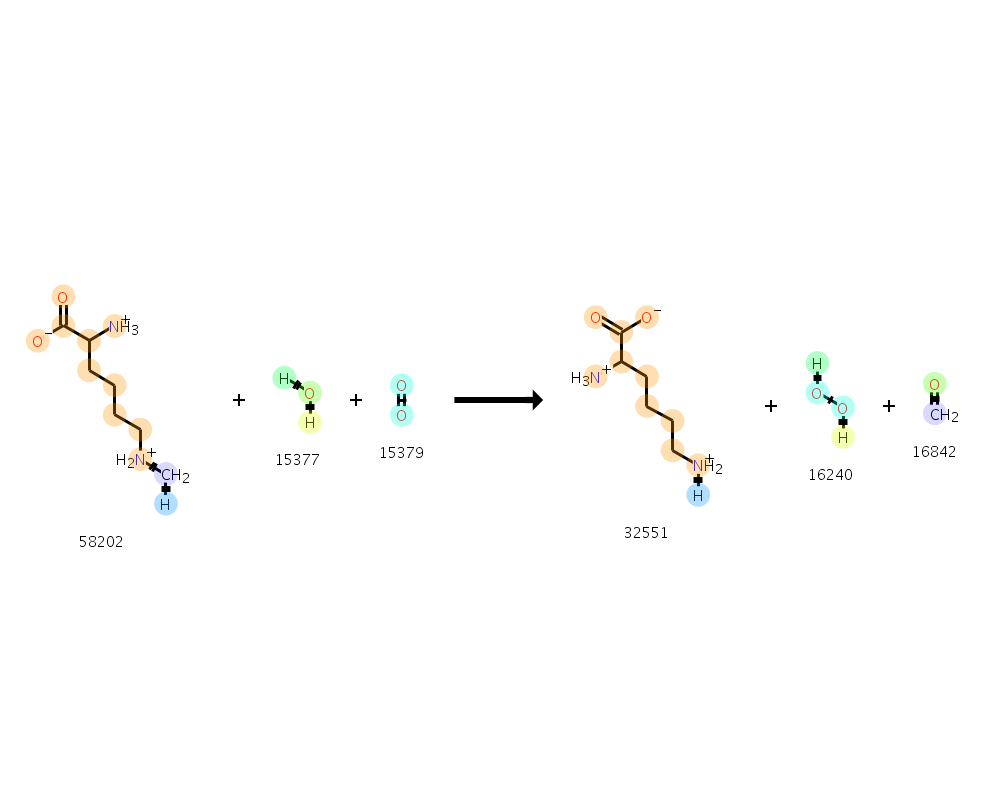 O
O−
NH3+
H2N+
CH2
H
58202
+
H
O
H
15377
+
O
O
15379
O
O−
H3N+
NH2+
H
32551
+
H
O
O
H
16240
+
O
CH2
16842